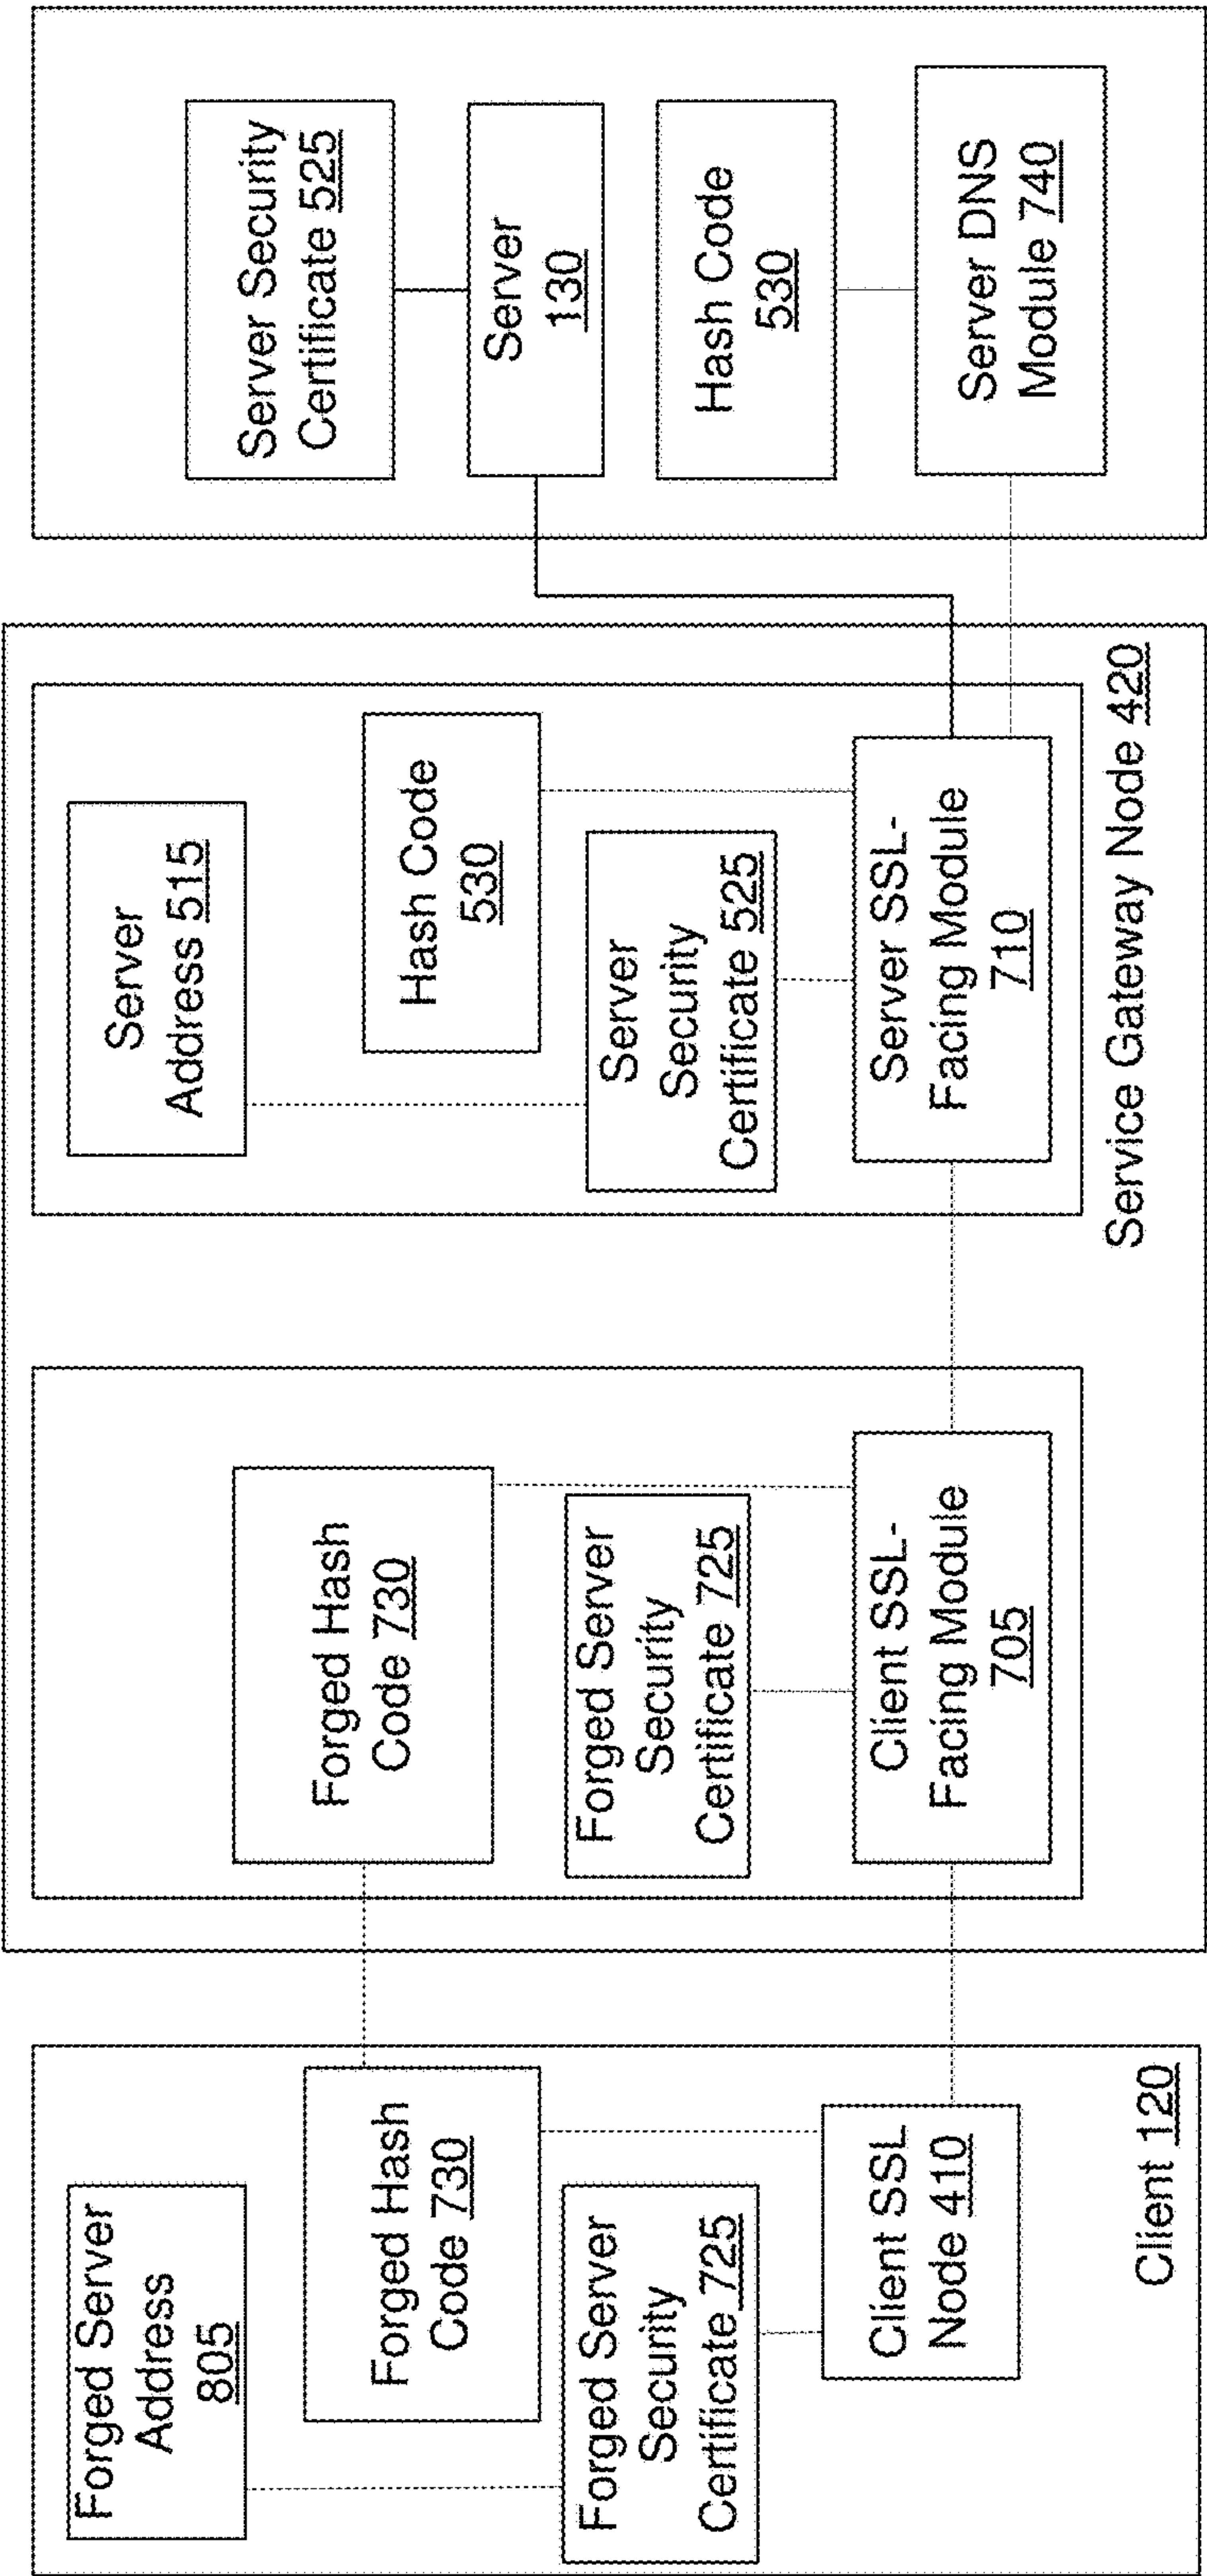 Forged Server
Address
805
Forged Hash
Code 730
Forged Server
Security
Certificate 725
Client SSL
Node 410
Client 120
Forged Hash
Code 730
Forged Server
Security
Certificate 725
Client SSL-
Facing Module
705
Server
Address 515
Hash Code
530
Server
Security
Certificate 525
Server SSL-
Facing Module
710
Service Gateway Node 420
Server Security
Certificate 525
Server
130
Hash Code
530
Server DNS
Module 740